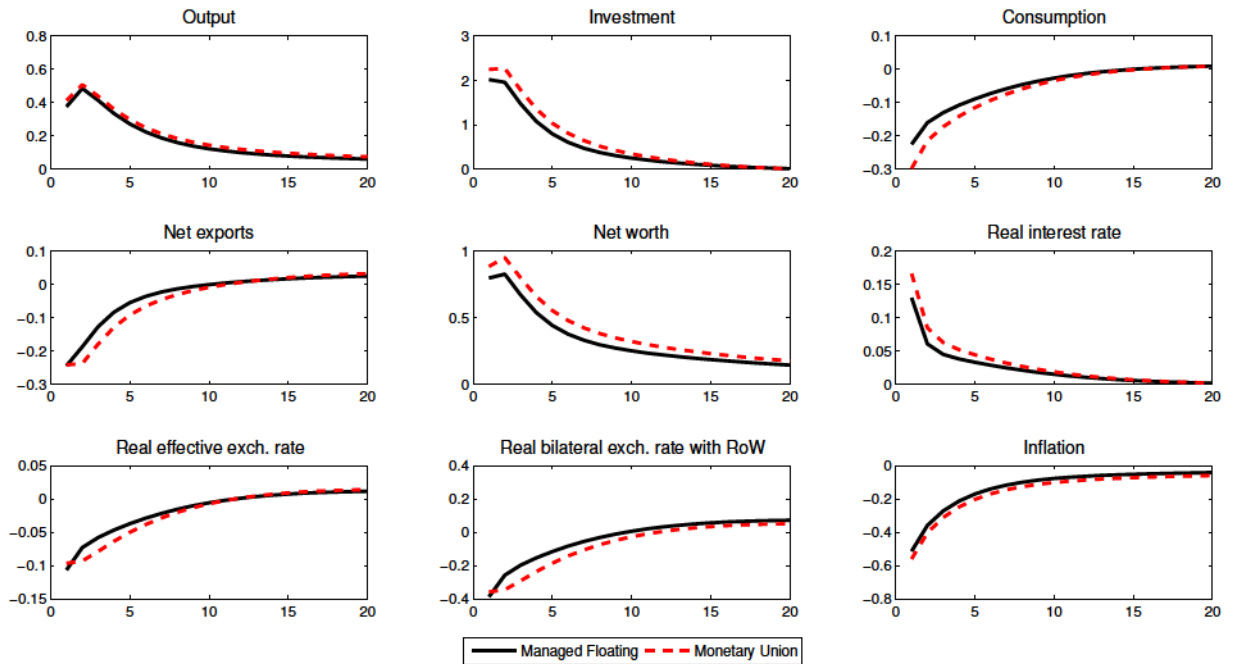 Output
Investment
Consumption
0.8
0.6
0.4
0.2
0
0 5 10 15 20
3
2
1
0
0 5 10 15 20
0.1
0
−0.1
−0.2
−0.3
0 5 10 15 20
Net exports
Net worth
Real interest rate
0.1
0
−0.1
−0.2
−0.3
0 5 10 15 20
1
0.5
0
0 5 10 15 20
0.2
0.15
0.1
0.05
0
0 5 10 15 20
Real effective exch. rate
Real bilateral exch. rate with RoW
Inflation
0.05
0
−0.05
−0.1
−0.15
0 5 10 15 20
0.4
0.2
0
−0.2
−0.4
0 5 10 15 20
0
−0.2
−0.4
−0.6
−0.8
0 5 10 15 20
Managed Floating
Monetary Union